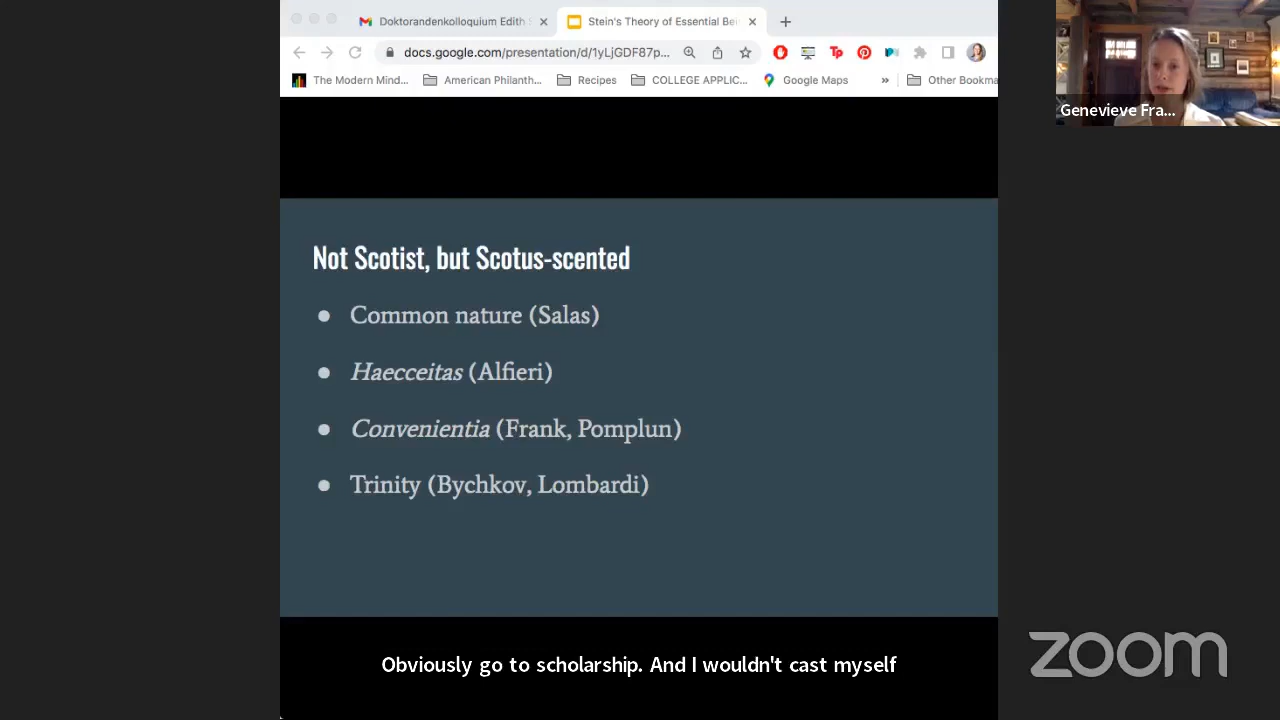 Doktorandenkolloquium Edith
Stein's Theory of Essential Bei
docs.google.com/presentation/d/1yLjGDF87p...
The Modern Mind...
American Philanth...
Recipes
COLLEGE APPLIC...
Google Maps
»
Other Bookma
Genevieve Fra...
Not Scotist, but Scotus-scented
● Common nature (Salas)
● Haecceitas (Alfieri)
● Convenientia (Frank, Pomplun)
● Trinity (Bychkov, Lombardi)
Obviously go to scholarship. And I wouldn't cast myself
zoom